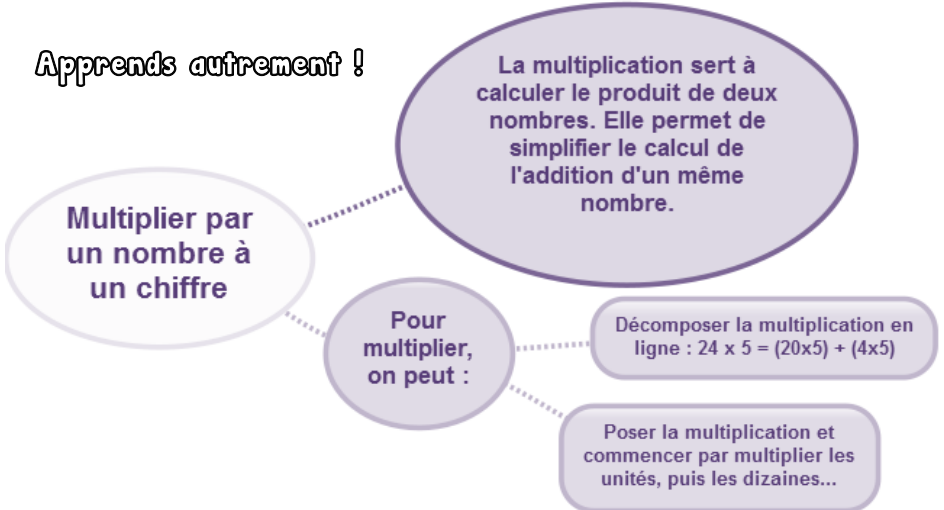 Apprends autrement !
La multiplication sert à
calculer le produit de deux
nombres. Elle permet de
simplifier le calcul de
l'addition d'un même
nombre.
Multiplier par
un nombre à
un chiffre
Pour
multiplier,
on peut :
Décomposer la multiplication en
ligne : 24 x 5 = (20x5) + (4x5)
Poser la multiplication et
commencer par multiplier les
unités, puis les dizaines...